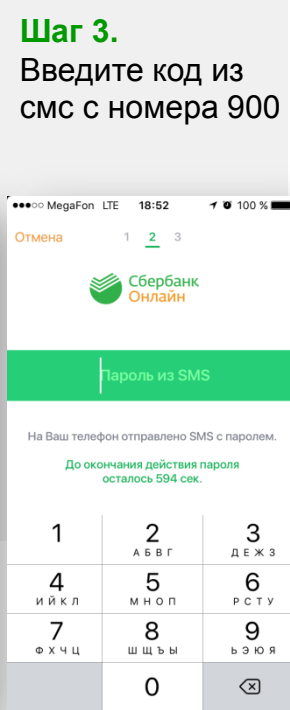 Шаг 3.
Введите код из
смс с номера 900
MegaFon LTE 18:52 100 %
Отмена 1 2 3
Сбербанк
Онлайн
Пароль из SMS
На Ваш телефон отправлено SMS с паролем.
До окончания действия пароля
осталось 594 сек.
1 2 3
А Б В Г Д Е Ж З
4 5 6
И Й К Л М Н О П Р С Т У
7 8 9
Ф Х Ч Ц Ш Щ Ъ Ы Ь Э Ю Я
0